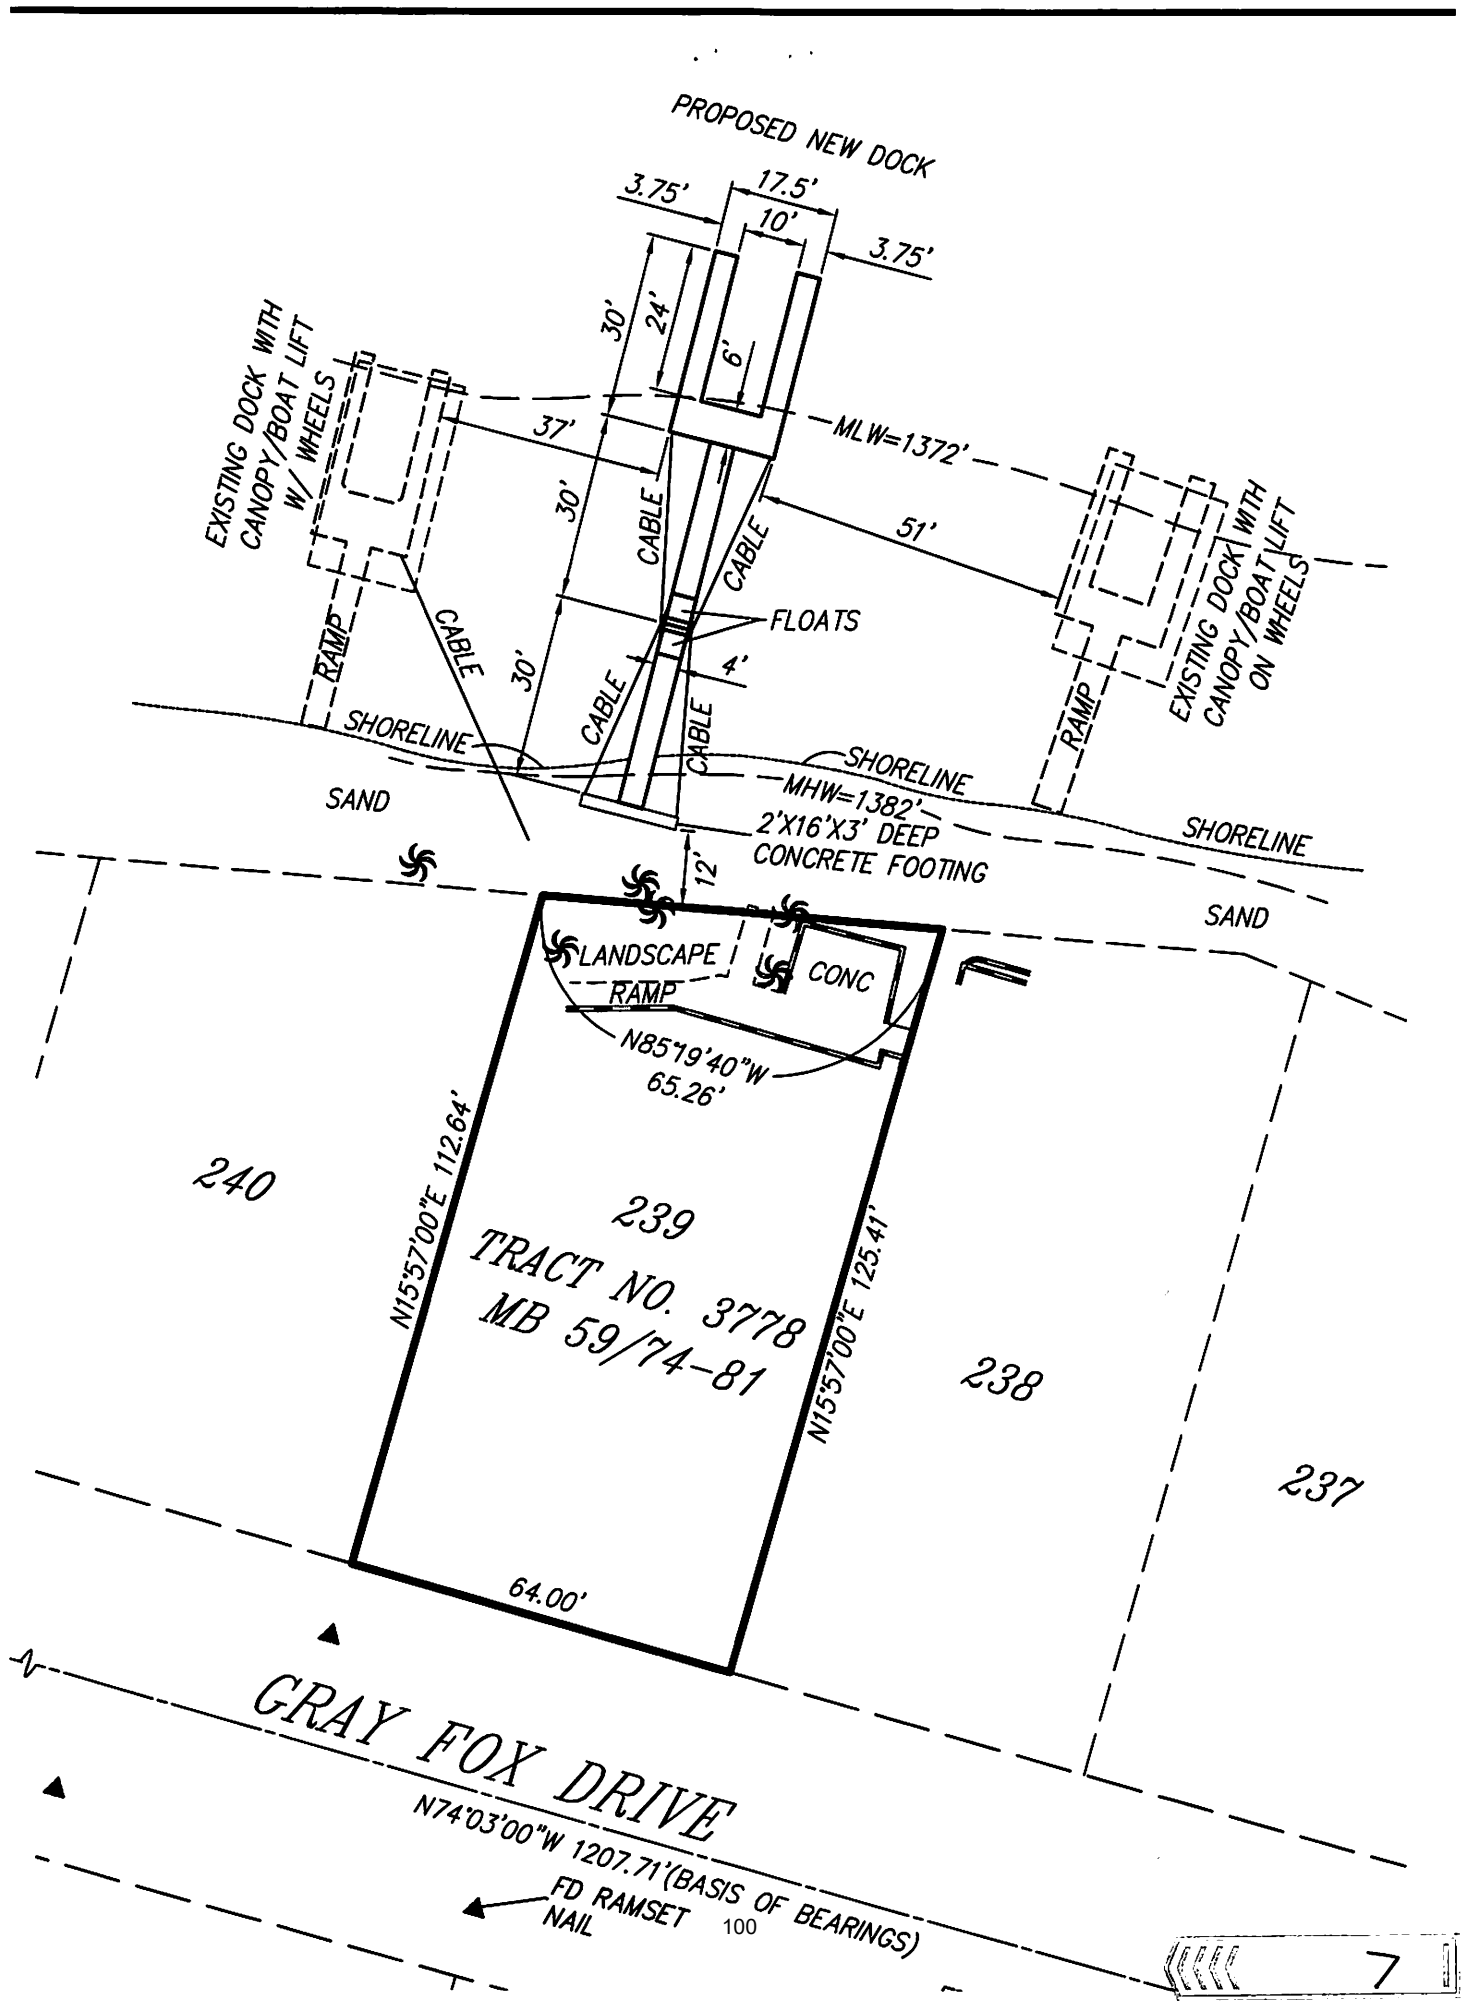 PROPOSED NEW DOCK
17.5'
3.75'
10'
3.75'
30'
24'
6'
EXISTING DOCK WITH
CANOPY/BOAT LIFT
W/ WHEELS
37'
MLW=1372'
30'
CABLE
CABLE
51'
EXISTING DOCK WITH
CANOPY/BOAT LIFT
ON WHEELS
FLOATS
RAMP
CABLE
30'
4'
CABLE
CABLE
RAMP
SHORELINE
SHORELINE
MHW=1382'
SAND
2'X16'X3' DEEP
CONCRETE FOOTING
SHORELINE
12'
SAND
LANDSCAPE
CONC
RAMP
N85°19'40"W
65.26'
N15°57'00"E 112.64'
240
239
TRACT NO. 3778
MB 59/74-81
N15°57'00"E 125.41'
238
237
64.00'
GRAY FOX DRIVE
N74°03'00"W 1207.71'(BASIS OF BEARINGS)
FD RAMSET
NAIL
100
7